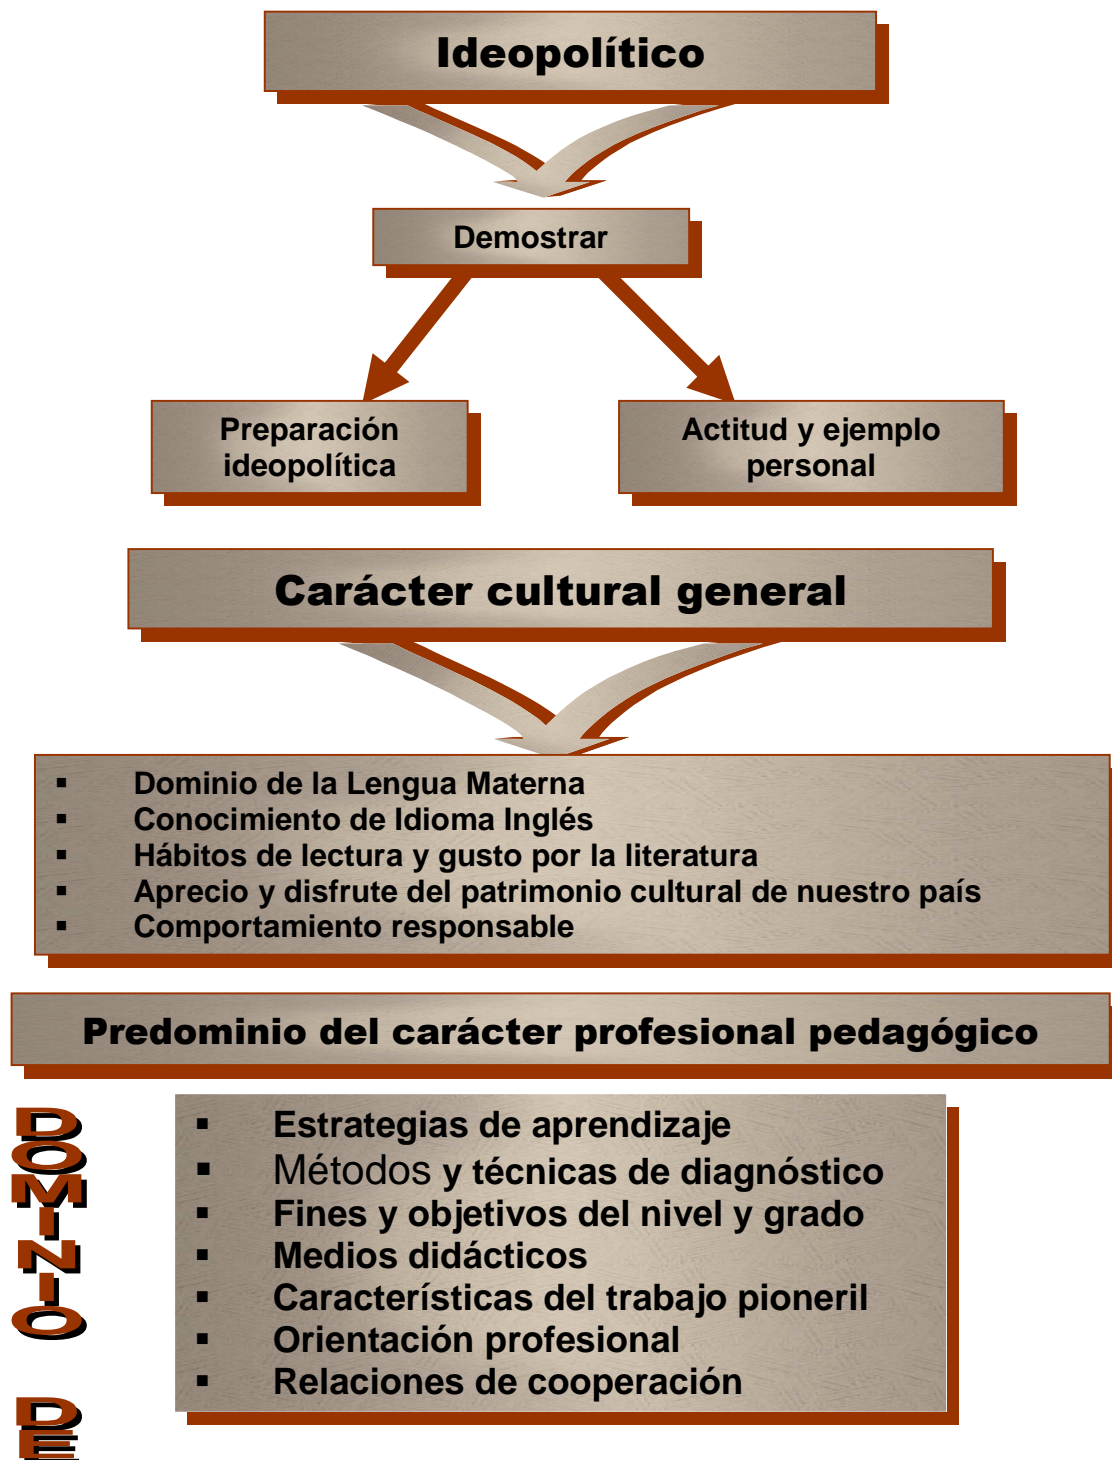 Ideopolítico
Demostrar
Preparación
ideopolítica
Actitud y ejemplo
personal
Carácter cultural general
▪ Dominio de la Lengua Materna
▪ Conocimiento de Idioma Inglés
▪ Hábitos de lectura y gusto por la literatura
▪ Aprecio y disfrute del patrimonio cultural de nuestro país
▪ Comportamiento responsable
Predominio del carácter profesional pedagógico
DOMINIO DE
▪ Estrategias de aprendizaje
▪ Métodos y técnicas de diagnóstico
▪ Fines y objetivos del nivel y grado
▪ Medios didácticos
▪ Características del trabajo pioneril
▪ Orientación profesional
▪ Relaciones de cooperación